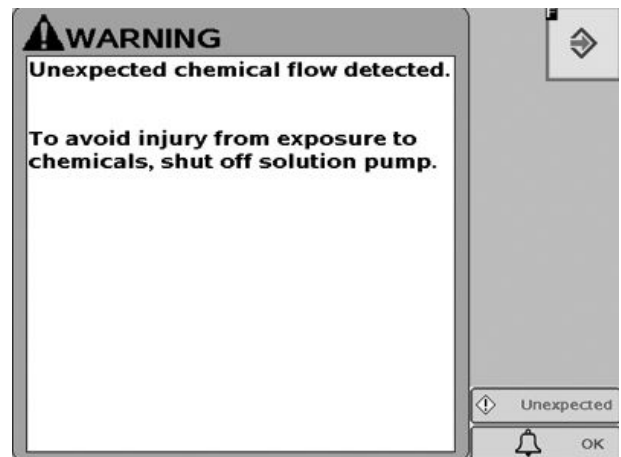 WARNING
Unexpected chemical flow detected.
To avoid injury from exposure to
chemicals, shut off solution pump.
F
Unexpected
OK